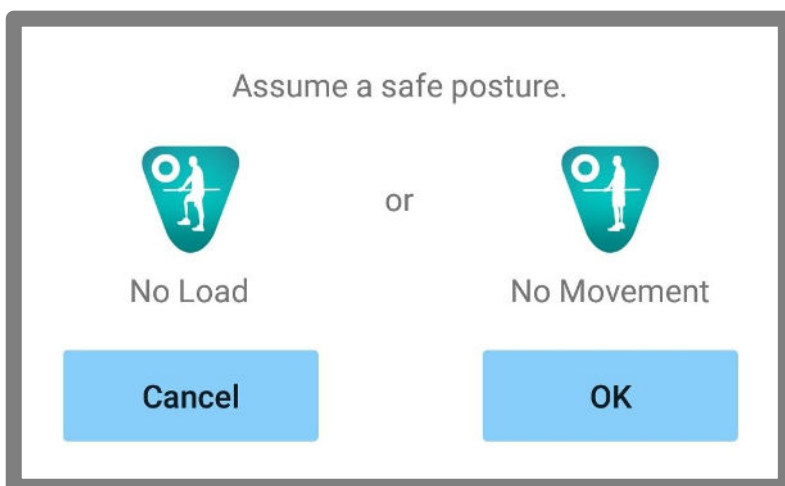 Assume a safe posture.
or
No Load
No Movement
Cancel
OK